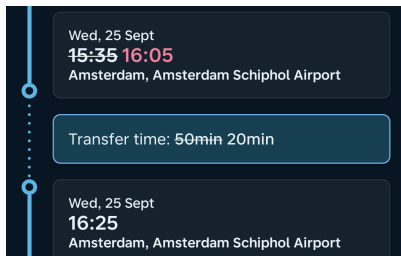 Wed, 25 Sept
15:35 16:05
Amsterdam, Amsterdam Schiphol Airport
Transfer time: 50min 20min
Wed, 25 Sept
16:25
Amsterdam, Amsterdam Schiphol Airport